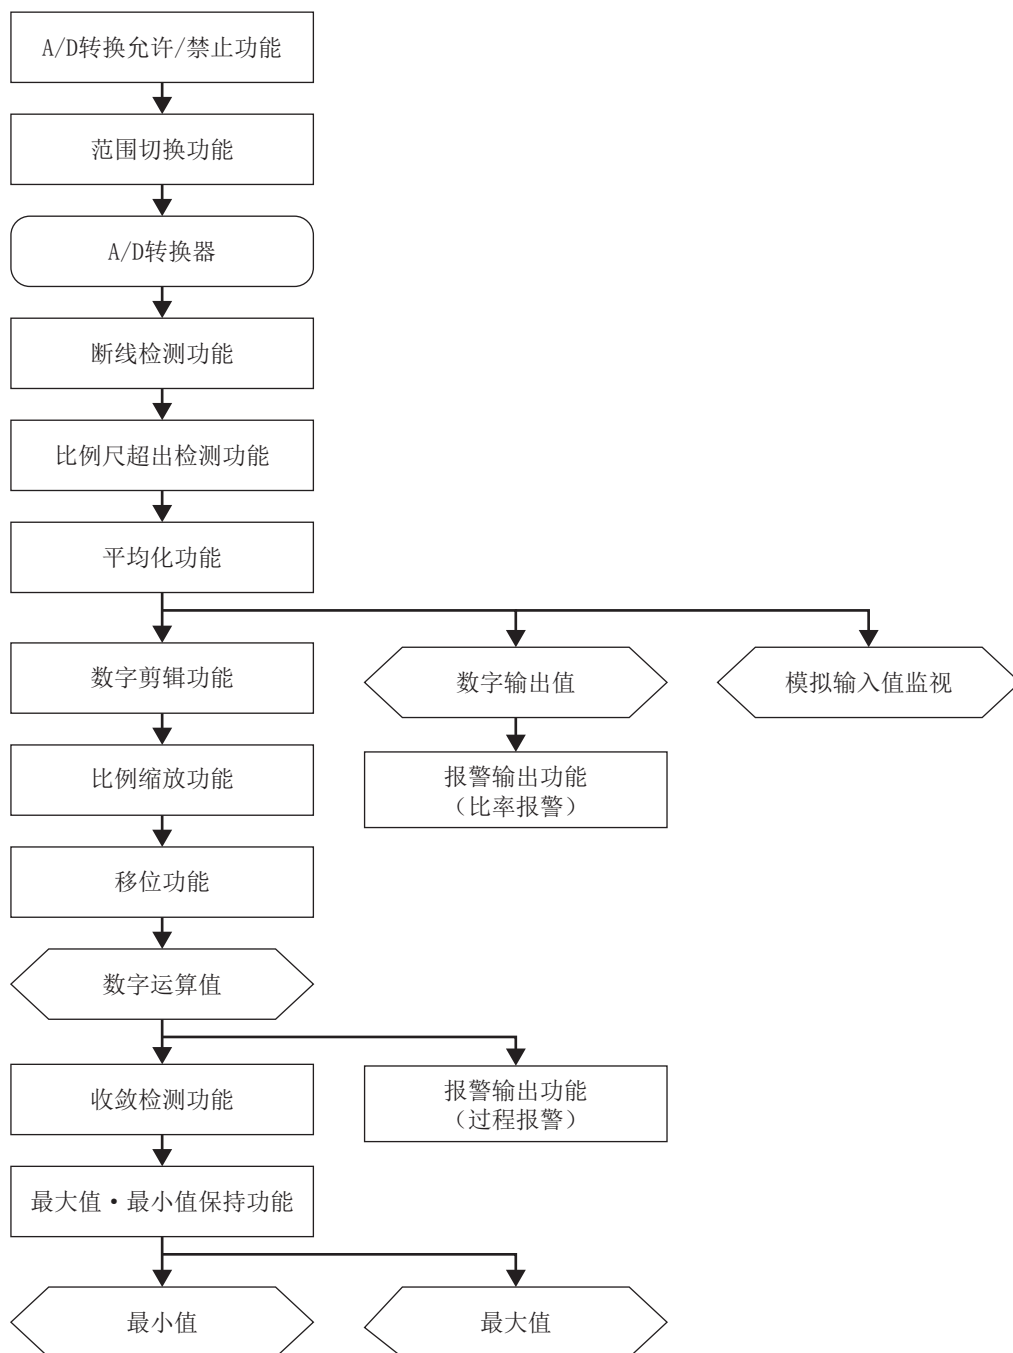 A/D转换允许/禁止功能
范围切换功能
A/D转换器
断线检测功能
比例尺超出检测功能
平均化功能
数字剪辑功能
数字输出值
模拟输入值监视
比例缩放功能
报警输出功能
（比率报警）
移位功能
数字运算值
收敛检测功能
报警输出功能
（过程报警）
最大值·最小值保持功能
最小值
最大值